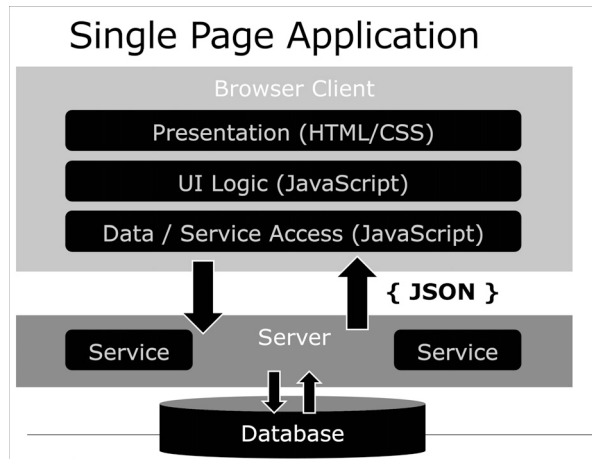 Single Page Application
Browser Client
Presentation (HTML/CSS)
UI Logic (JavaScript)
Data / Service Access (JavaScript)
{ JSON }
Service
Server
Service
Database